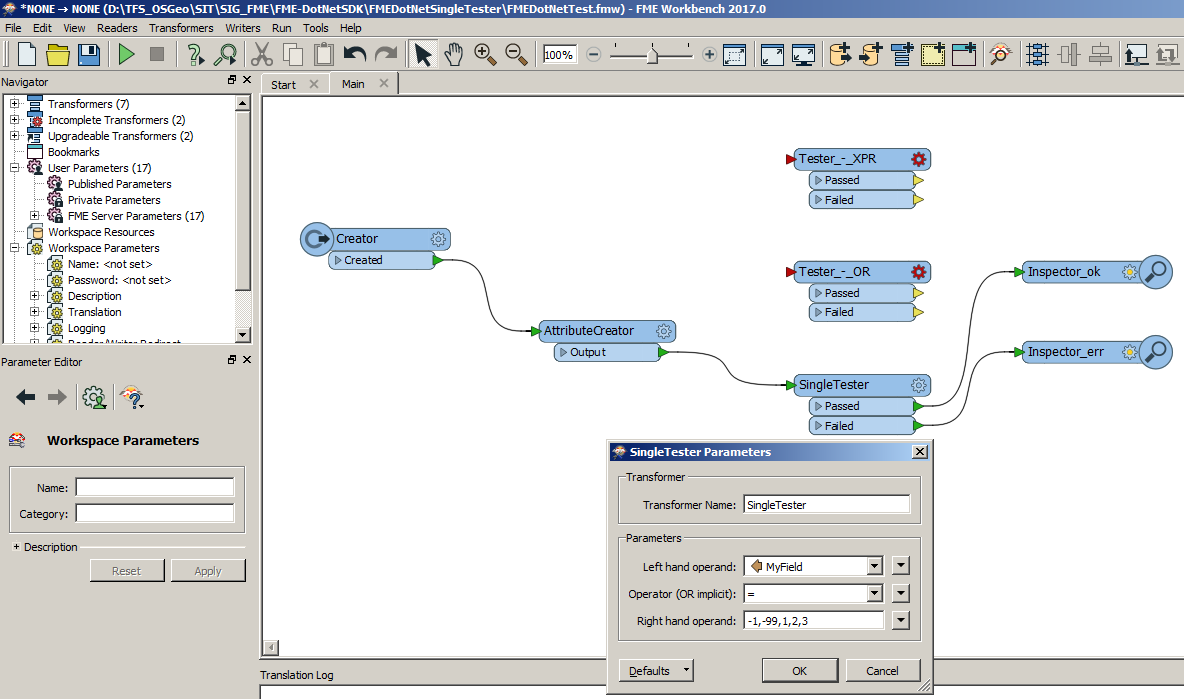 *NONE → NONE (D:\TFS_OSGeo\SIT\SIG_FME\FME-DotNetSDK\FMEDotNetSingleTester\FMEDotNetTest.fmw) - FME Workbench 2017.0
File Edit View Readers Transformers Writers Run Tools Help
100%
Navigator
Start Main
Transformers (7)
Incomplete Transformers (2)
Upgradeable Transformers (2)
Bookmarks
User Parameters (17)
Published Parameters
Private Parameters
FME Server Parameters (17)
Workspace Resources
Workspace Parameters
Name: <not set>
Password: <not set>
Description
Translation
Logging
Reader/Writer Redirect
Parameter Editor
Workspace Parameters
Name:
Category:
+ Description
Reset Apply
Creator
Created
AttributeCreator
Output
Tester_-_XPR
Passed
Failed
Tester_-_OR
Passed
Failed
SingleTester
Passed
Failed
Inspector_ok
Inspector_err
SingleTester Parameters
Transformer
Transformer Name: SingleTester
Parameters
Left hand operand: MyField
Operator (OR implicit): =
Right hand operand: -1,-99,1,2,3
Defaults OK Cancel
Translation Log